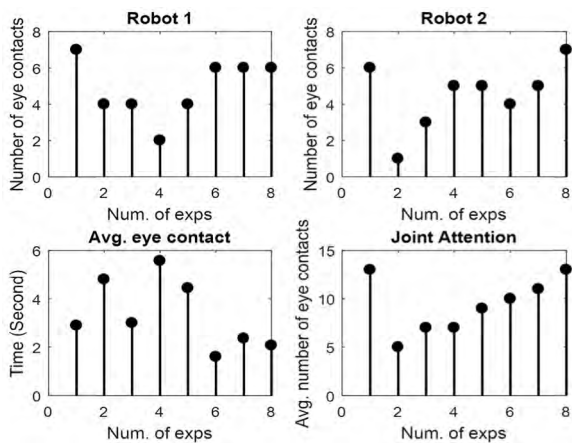 Robot 1
Number of eye contacts
8
6
4
2
0
0 2 4 6 8
Num. of exps
Robot 2
Number of eye contacts
8
6
4
2
0
0 2 4 6 8
Num. of exps
Avg. eye contact
Time (Second)
6
4
2
0
0 2 4 6 8
Num. of exps
Joint Attention
Avg. number of eye contacts
15
10
5
0
0 2 4 6 8
Num. of exps